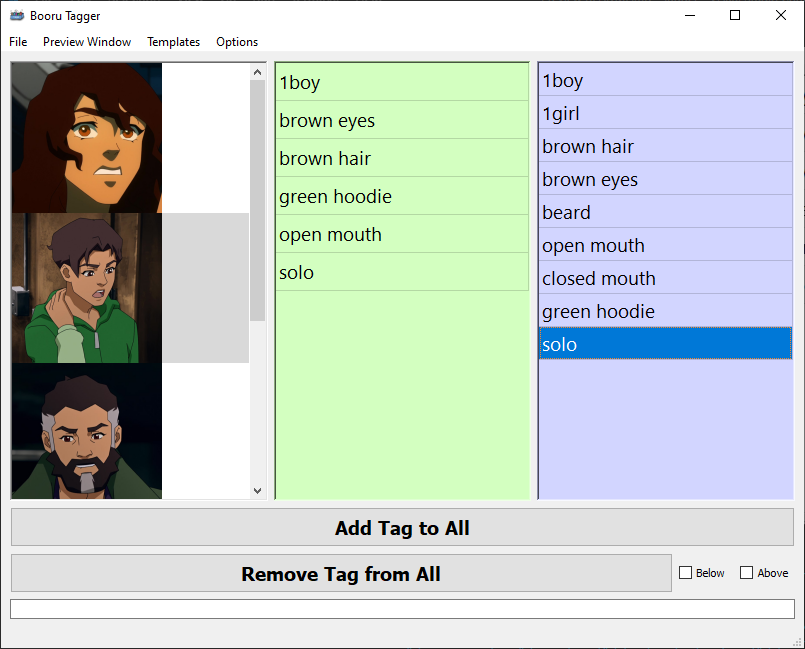 Booru Tagger
File Preview Window Templates Options
1boy
brown eyes
brown hair
green hoodie
open mouth
solo
1boy
1girl
brown hair
brown eyes
beard
open mouth
closed mouth
green hoodie
solo
Add Tag to All
Remove Tag from All
Below
Above